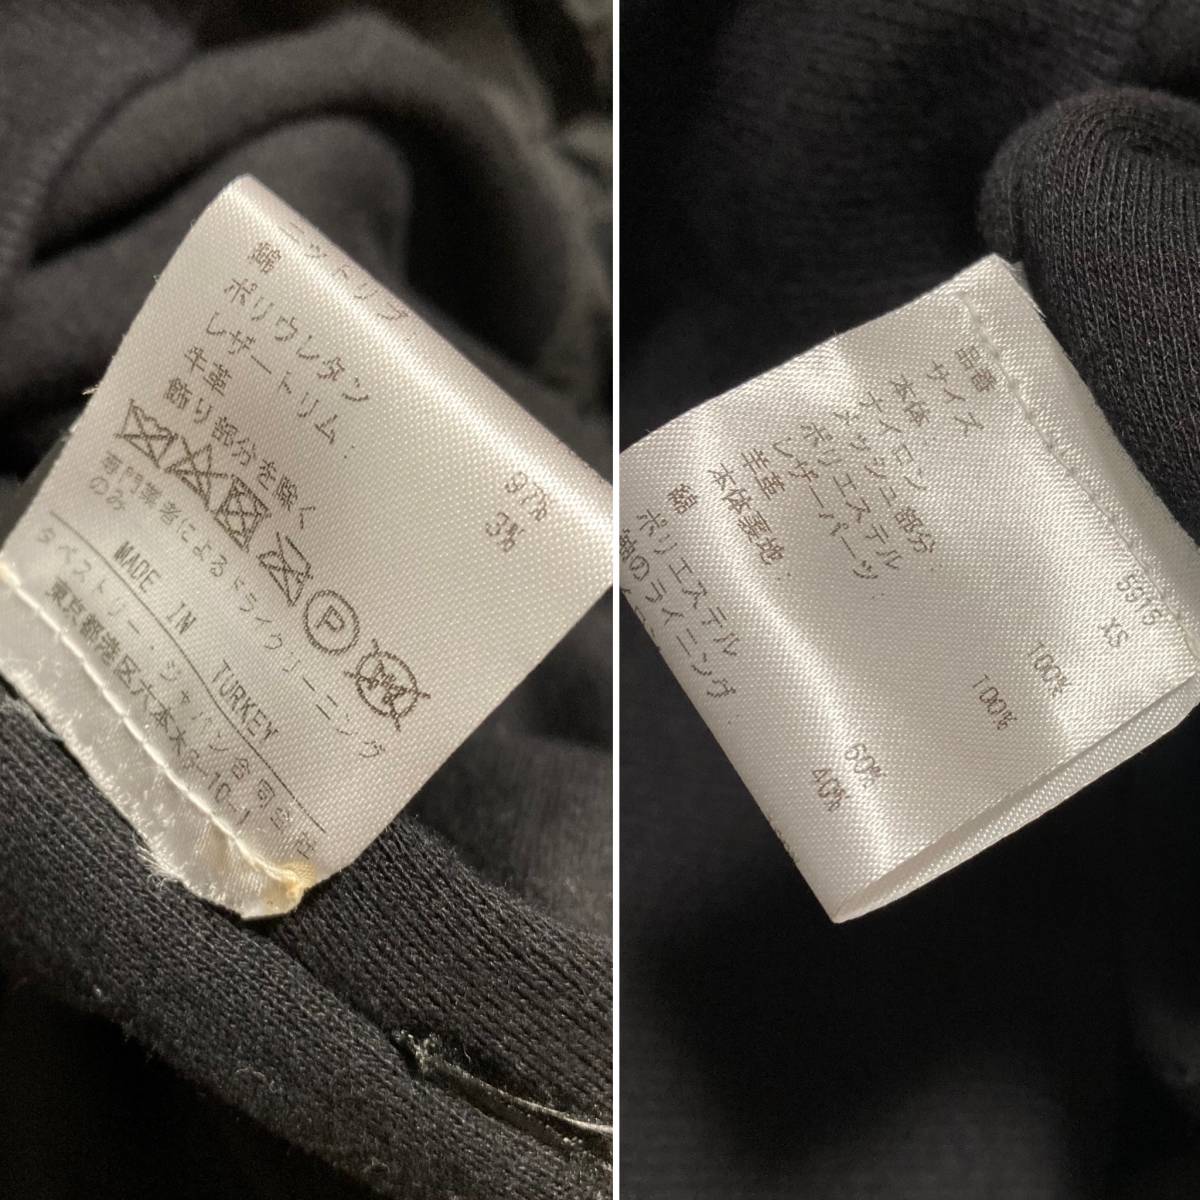 ニットリブ
綿 97%
ポリウレタン 3%
レザートリム:
牛革
飾り部分を除く
P
専門業者によるドライクリーニング
のみ
MADE IN TURKEY
タペストリー・ジャパン合同会社
東京都港区六本木6-10-1
品番 5916
サイズ XS
本体:
ナイロン 100%
メッシュ部分:
ポリエステル 100%
レザーパーツ:
牛革
本体裏地:
綿 60%
ポリエステル 40%
のライニング